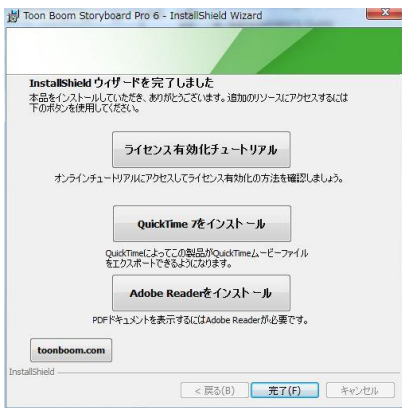 Toon Boom Storyboard Pro 6 - InstallShield Wizard
InstallShield ウィザードを完了しました
本品をインストールしていただき、ありがとうございます。追加のリソースにアクセスするには
下のボタンを使用してください。
ライセンス有効化チュートリアル
オンラインチュートリアルにアクセスしてライセンス有効化の方法を確認しましょう。
QuickTime 7をインストール
QuickTimeによってこの製品がQuickTimeムービーファイル
をエクスポートできるようになります。
Adobe Readerをインストール
PDFドキュメントを表示するにはAdobe Readerが必要です。
toonboom.com
InstallShield
< 戻る(B)
完了(F)
キャンセル